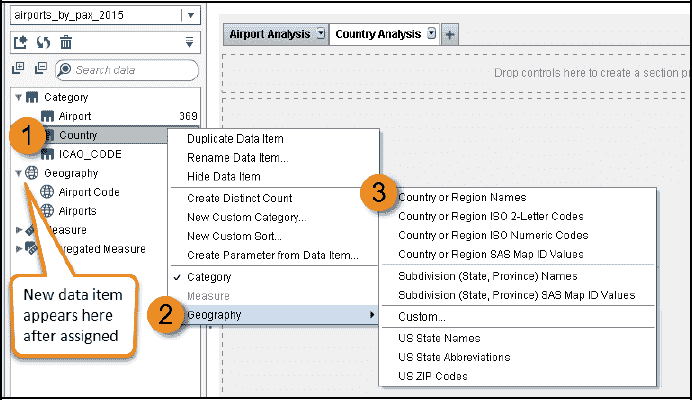 airports_by_pax_2015
Airport Analysis
Country Analysis
Search data
Drop controls here to create a section pr
Category
Airport 369
1
Country
ICAO_CODE
Geography
Airport Code
Airports
Measure
gregated Measure
New data item
appears here
after assigned
Duplicate Data Item
Rename Data Item...
Hide Data Item
Create Distinct Count
New Custom Category...
New Custom Sort...
Create Parameter from Data Item...
Category
Measure
2
Geography
3
Country or Region Names
Country or Region ISO 2-Letter Codes
Country or Region ISO Numeric Codes
Country or Region SAS Map ID Values
Subdivision (State, Province) Names
Subdivision (State, Province) SAS Map ID Values
Custom...
US State Names
US State Abbreviations
US ZIP Codes